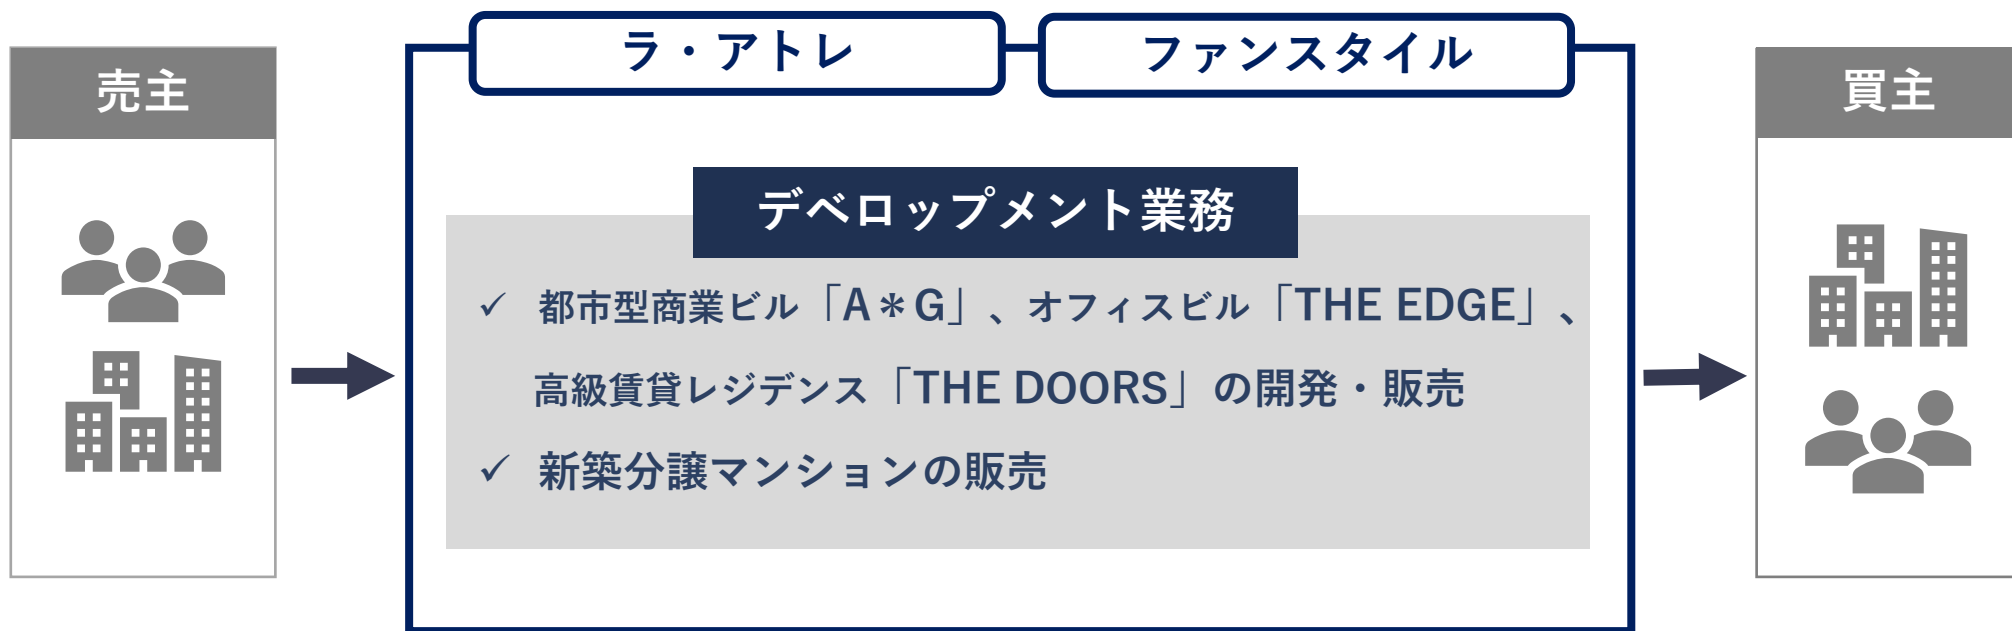 売主
ラ・アトレ
ファンスタイル
買主
デベロップメント業務
✓ 都市型商業ビル「A＊G」、オフィスビル「THE EDGE」、
高級賃貸レジデンス「THE DOORS」の開発・販売
✓ 新築分譲マンションの販売